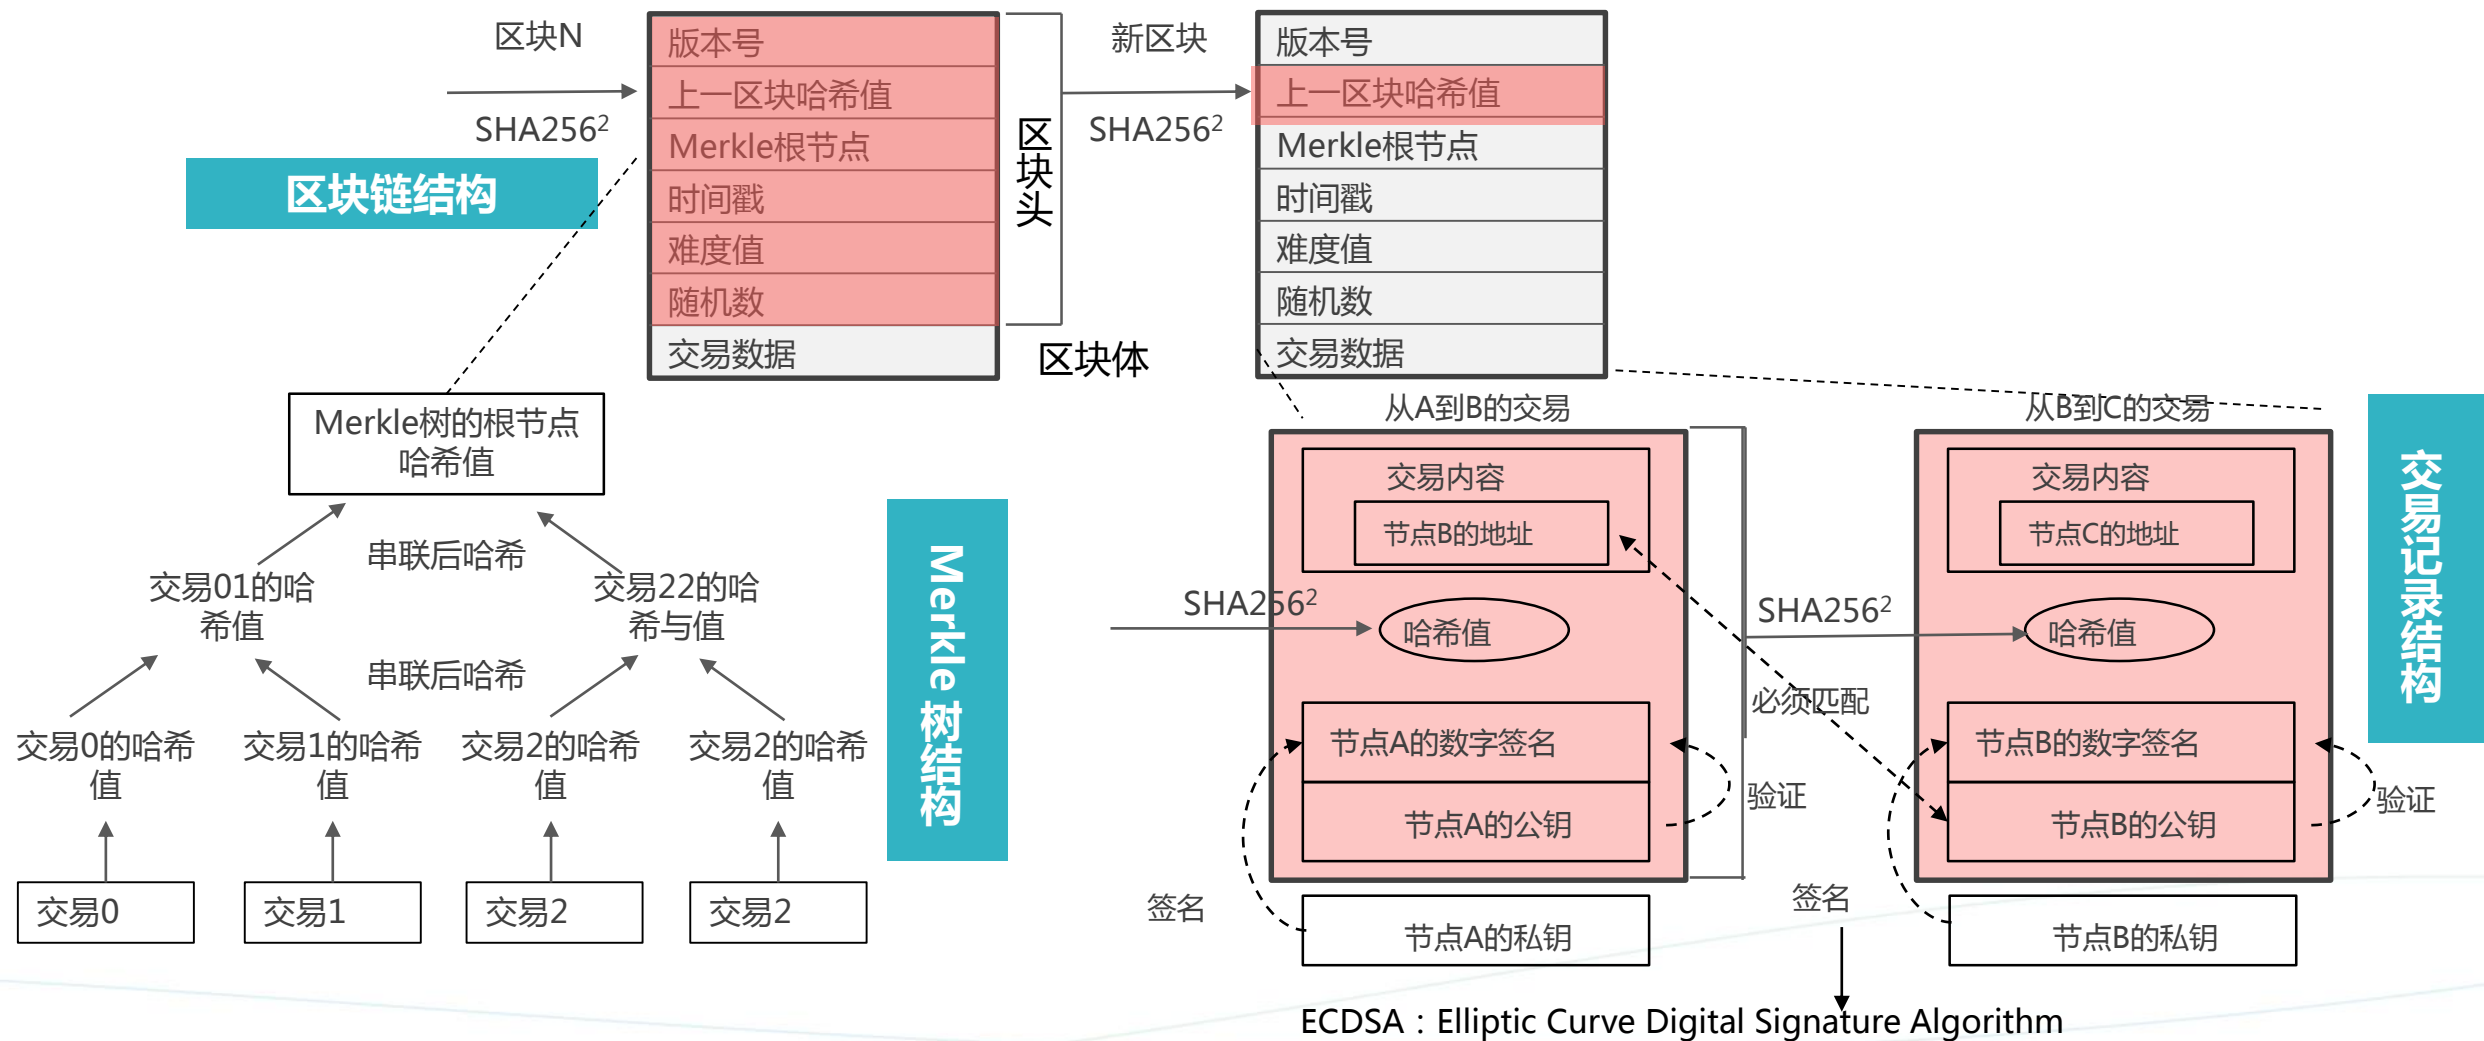 区块N
SHA256²
版本号
上一区块哈希值
Merkle根节点
时间戳
难度值
随机数
交易数据
区块头
区块体
新区块
SHA256²
版本号
上一区块哈希值
Merkle根节点
时间戳
难度值
随机数
交易数据
区块链结构
Merkle树的根节点
哈希值
串联后哈希
交易01的哈
希值
交易22的哈
希与值
串联后哈希
交易0的哈希
值
交易1的哈希
值
交易2的哈希
值
交易2的哈希
值
交易0
交易1
交易2
交易2
Merkle 树结构
从A到B的交易
交易内容
节点B的地址
SHA256²
哈希值
节点A的数字签名
节点A的公钥
验证
签名
节点A的私钥
SHA256²
必须匹配
从B到C的交易
交易内容
节点C的地址
哈希值
节点B的数字签名
节点B的公钥
验证
签名
节点B的私钥
交易记录结构
ECDSA：Elliptic Curve Digital Signature Algorithm